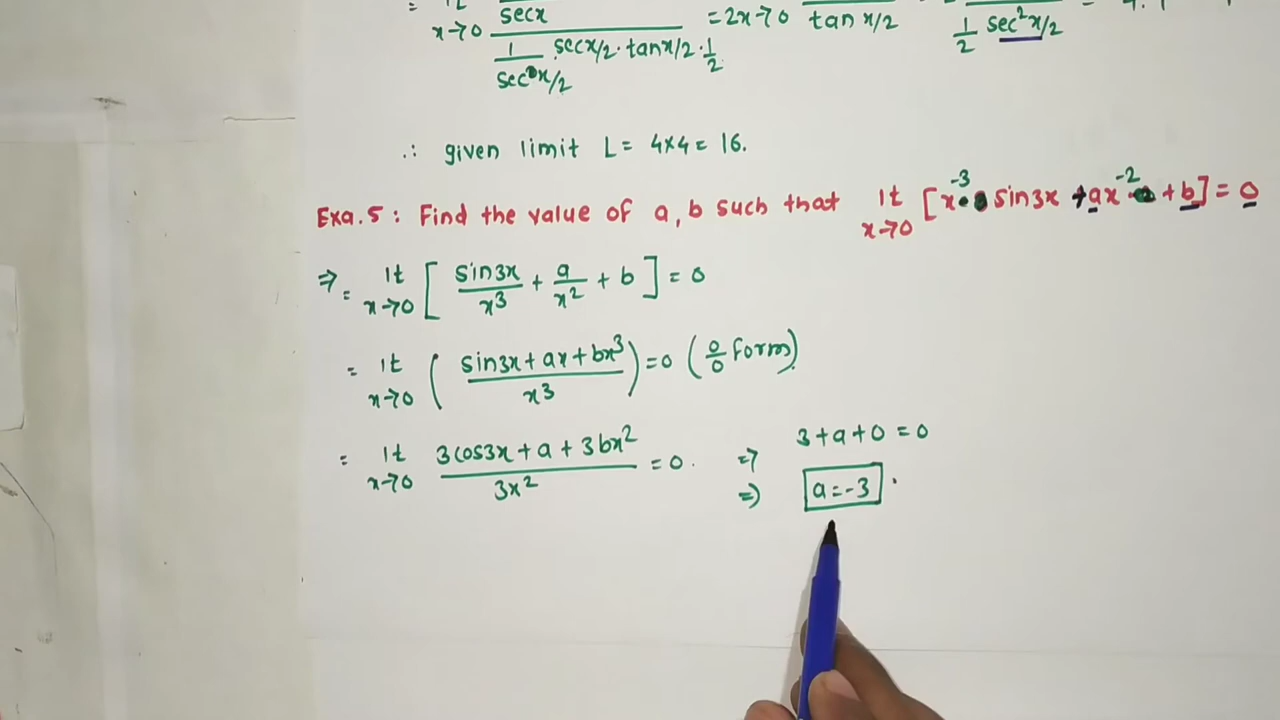 = lt x→0 secx / 1/sec²x/2 secx/2 · tanx/2 · 1/2 = 2x→0 tan x/2 1/2 sec²x/2
∴ given limit L = 4×4 = 16.
Exa.5 : Find the value of a, b such that lt x→0 [x⁻³ sin3x + ax⁻² + b] = 0
⇒ = lt x→0 [ sin3x/x³ + a/x² + b ] = 0
= lt x→0 ( sin3x + ax + bx³ / x³ ) = 0 ( 0/0 form )
= lt x→0 3cos3x + a + 3bx² / 3x² = 0. ⇒ 3 + a + 0 = 0
⇒ a = -3 .